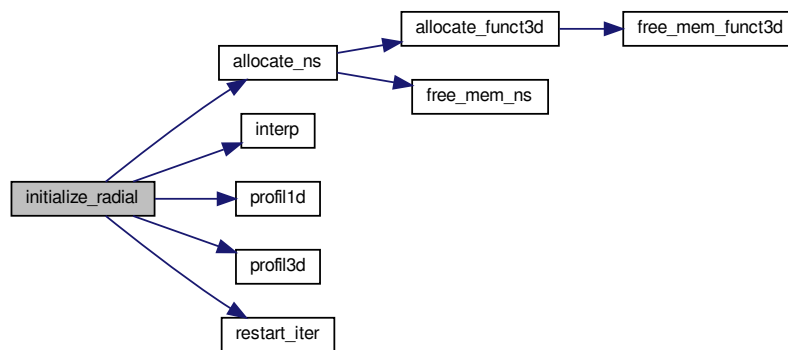 allocate_funct3d
free_mem_funct3d
allocate_ns
free_mem_ns
interp
initialize_radial
profil1d
profil3d
restart_iter